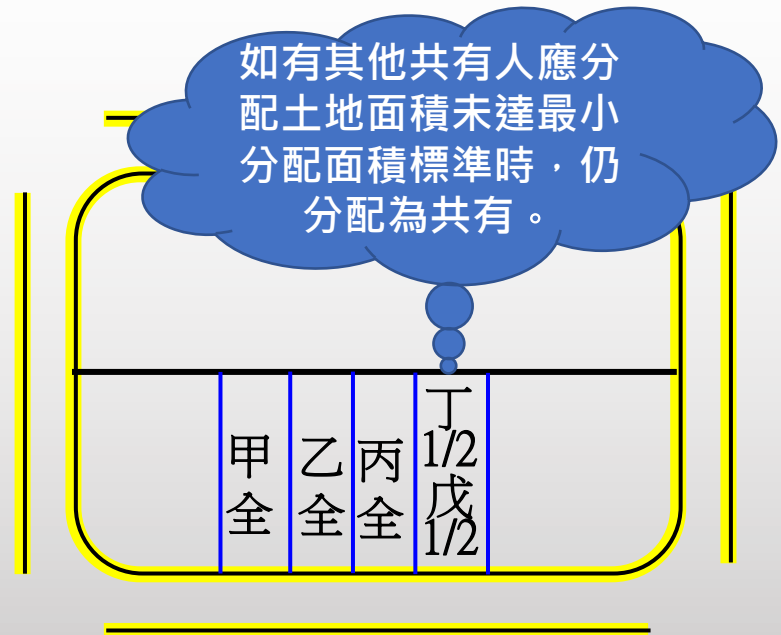 如有其他共有人應分
配土地面積未達最小
分配面積標準時，仍
分配為共有。
甲
全
乙
全
丙
全
丁
1/2
戊
1/2